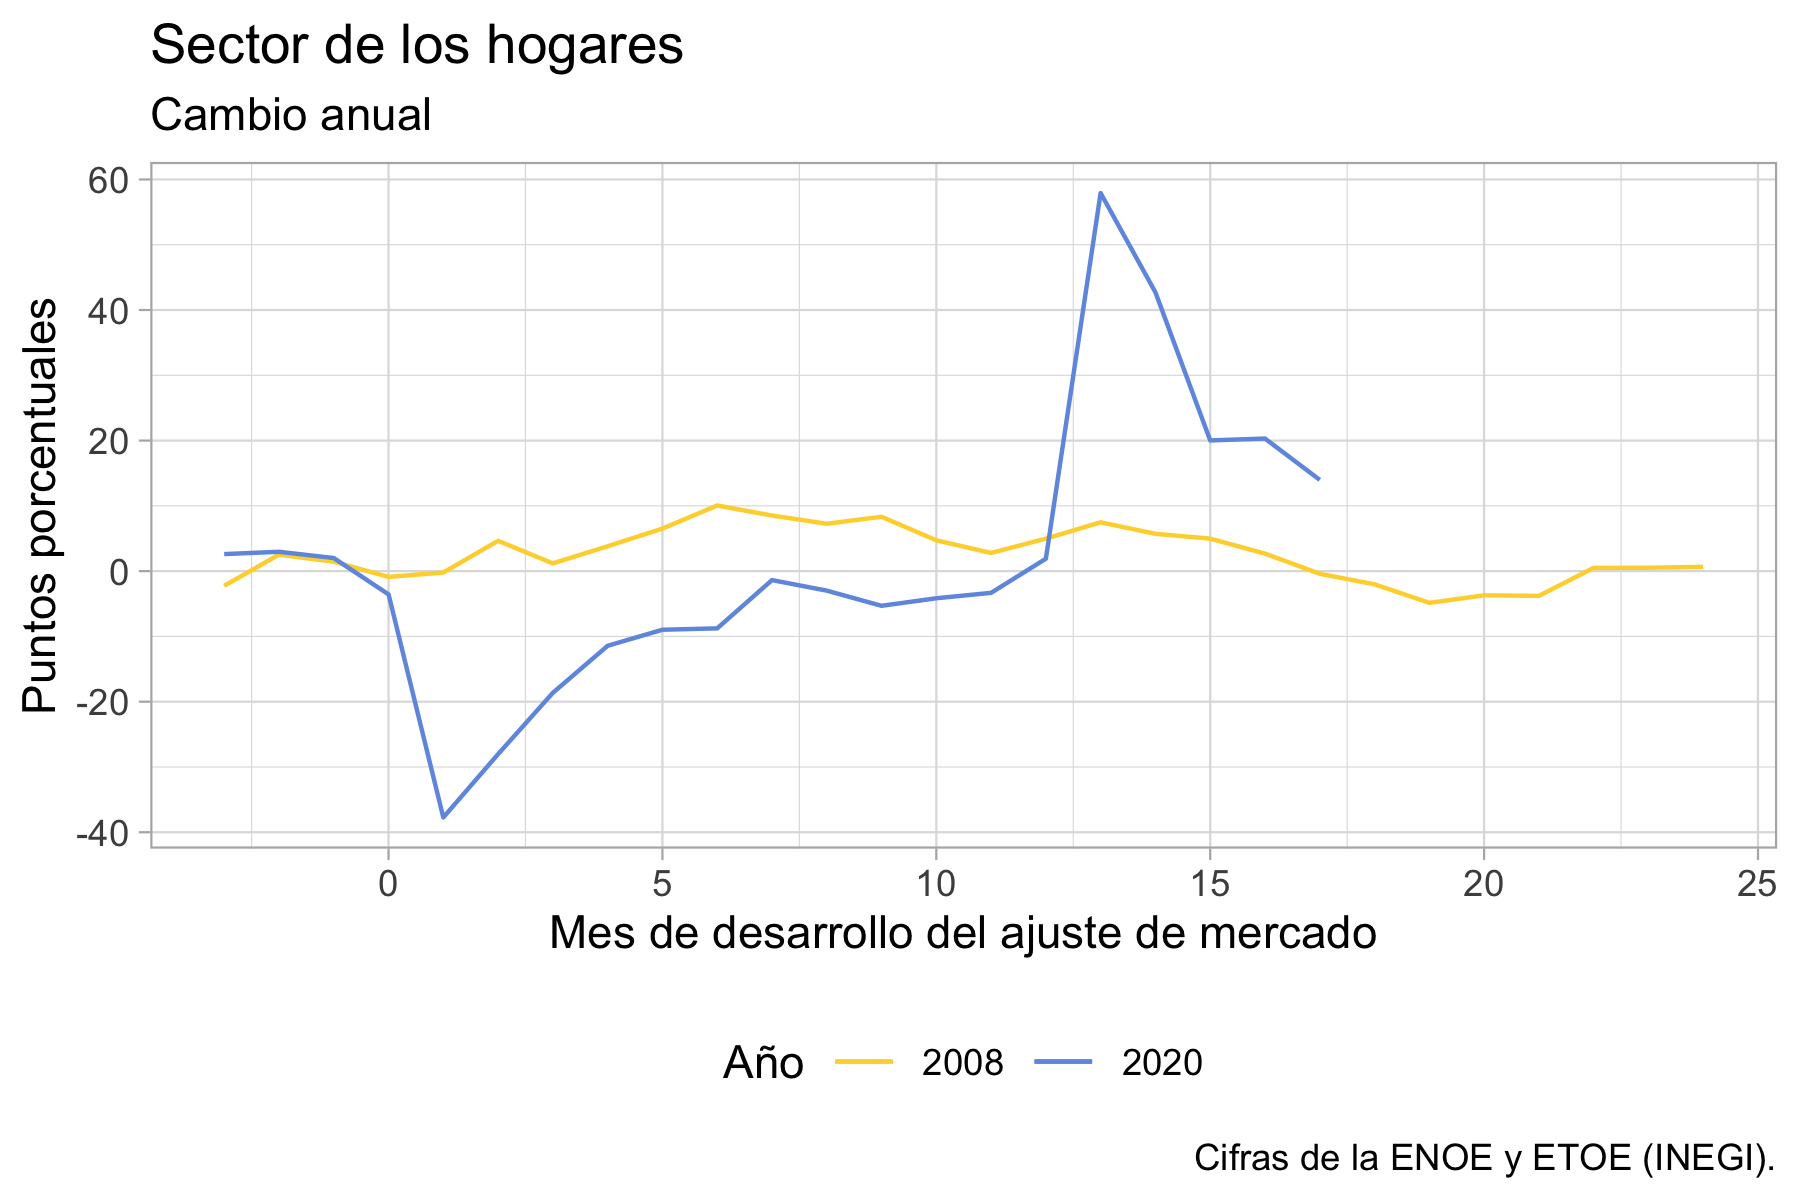 Sector de los hogares
Cambio anual
Puntos porcentuales
60
40
20
0
-20
-40
0 5 10 15 20 25
Mes de desarrollo del ajuste de mercado
Año 2008 2020
Cifras de la ENOE y ETOE (INEGI).